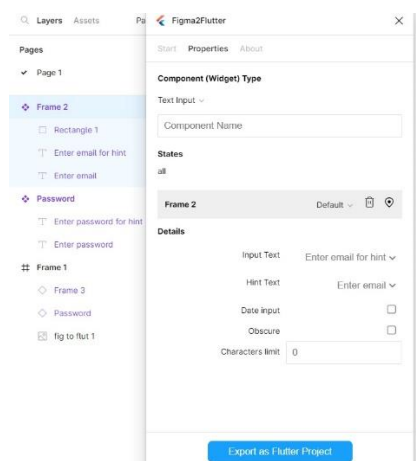 Layers Assets Pa
Pages
Page 1
Frame 2
Rectangle 1
Enter email for hint
Enter email
Password
Enter password for hint
Enter password
Frame 1
Frame 3
Password
fig to flut 1
Figma2Flutter
Start Properties About
Component (Widget) Type
Text Input
Component Name
States
all
Frame 2 Default
Details
Input Text Enter email for hint
Hint Text Enter email
Date input
Obscure
Characters limit 0
Export as Flutter Project